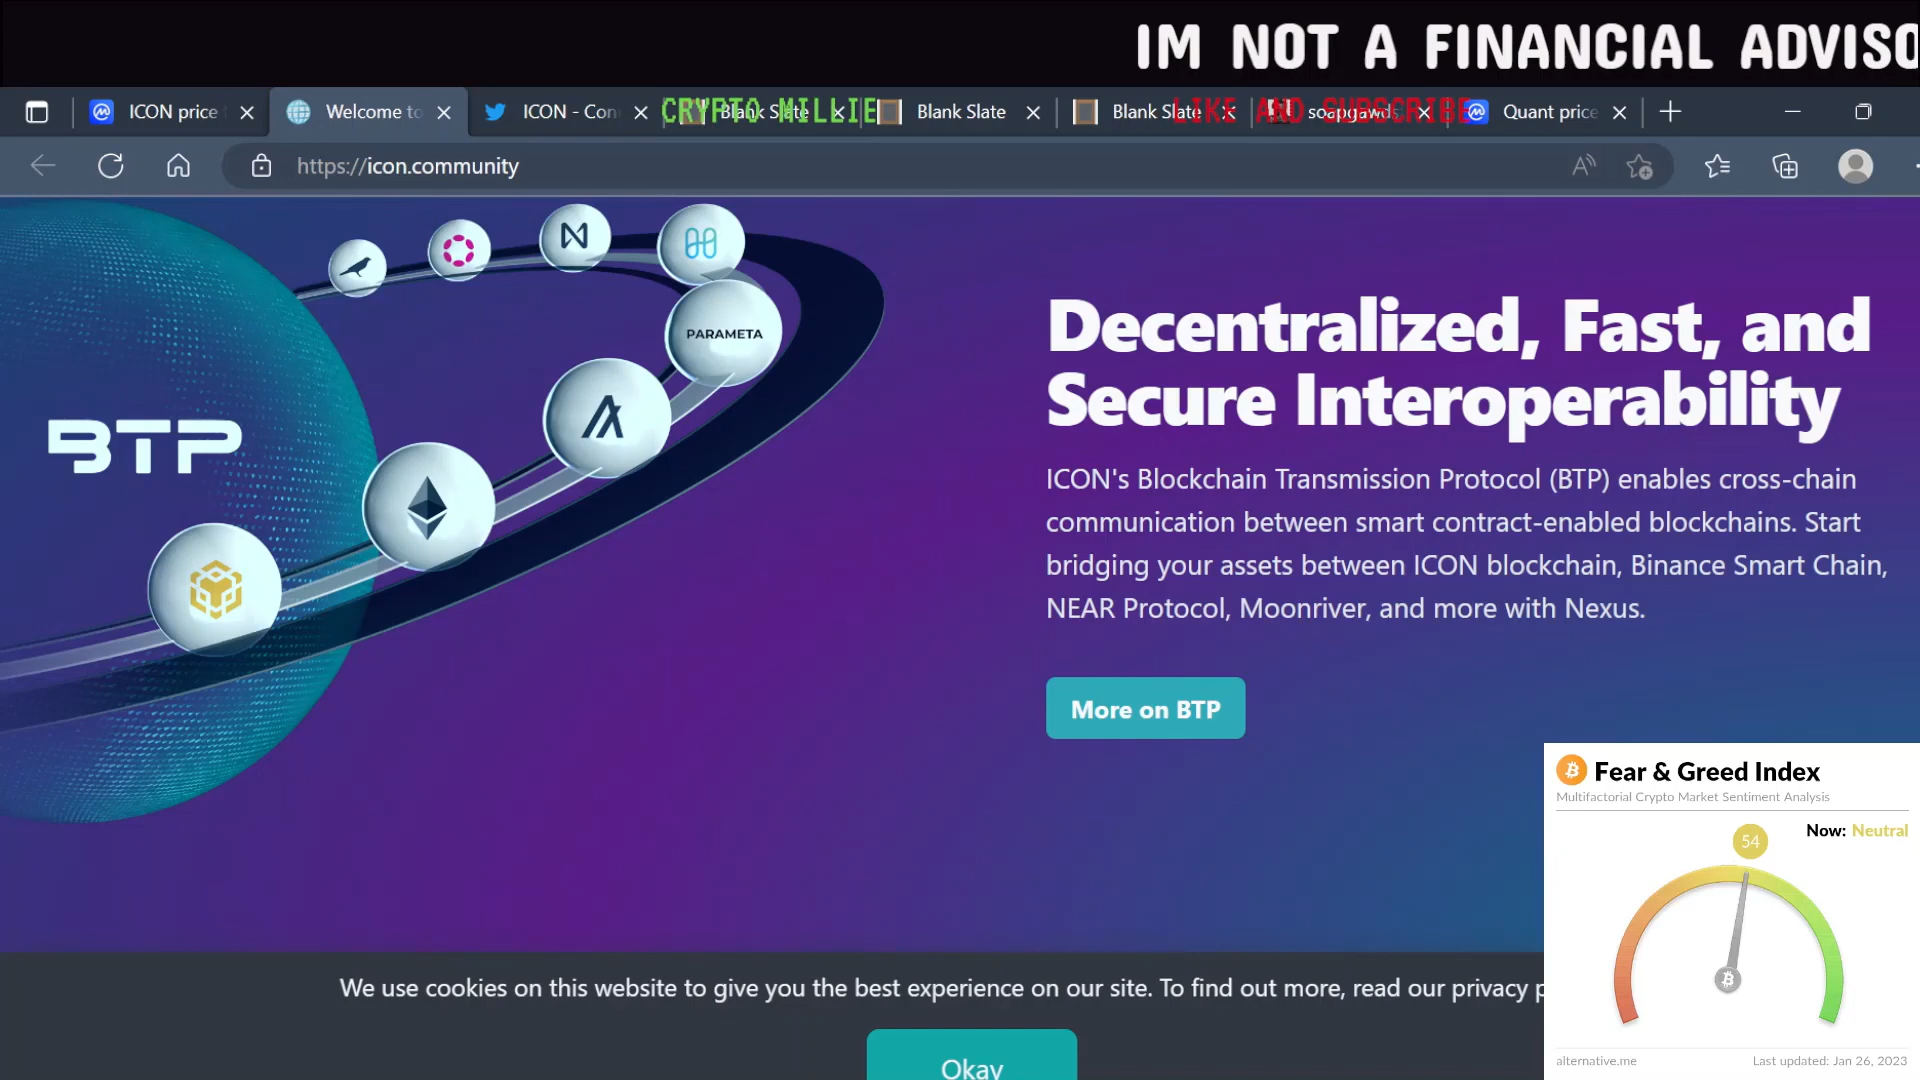 IM NOT A FINANCIAL ADVISO
ICON price
Welcome to
ICON - Con
CRYPTO MILLIE
Blank Slate
Blank Slate
Blank Slate
LIKE AND SUBSCRIBE
soapgawds
Quant price
https://icon.community
PARAMETA
BTP
Decentralized, Fast, and
Secure Interoperability
ICON's Blockchain Transmission Protocol (BTP) enables cross-chain
communication between smart contract-enabled blockchains. Start
bridging your assets between ICON blockchain, Binance Smart Chain,
NEAR Protocol, Moonriver, and more with Nexus.
More on BTP
Fear & Greed Index
Multifactorial Crypto Market Sentiment Analysis
Now: Neutral
54
alternative.me
Last updated: Jan 26, 2023
We use cookies on this website to give you the best experience on our site. To find out more, read our privacy p
Okay